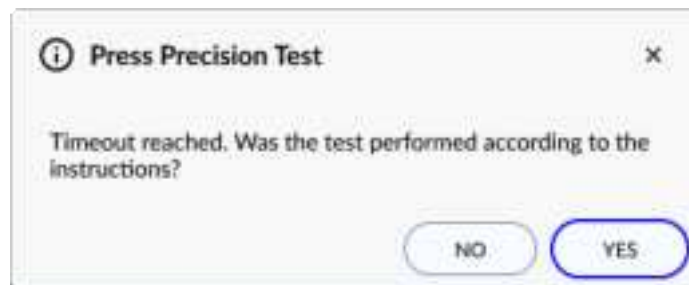 Press Precision Test
Timeout reached. Was the test performed according to the
instructions?
NO
YES